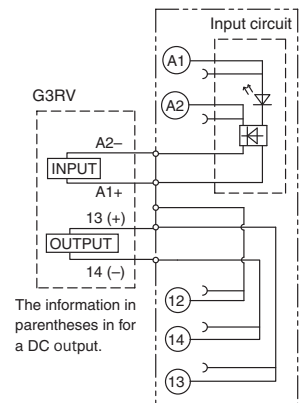 Input circuit
A1
G3RV
A2
A2–
INPUT
A1+
13 (+)
OUTPUT
14 (–)
The information in
parentheses in for
a DC output.
12
14
13